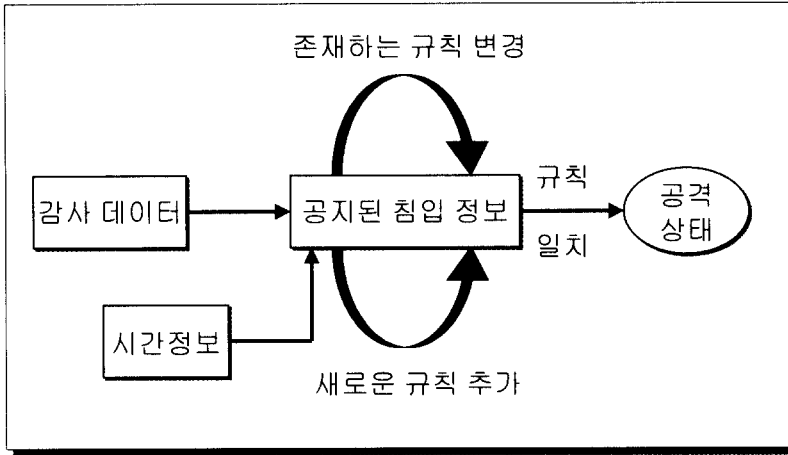 존재하는 규칙 변경
감사 데이터
공지된 침입 정보
규칙
일치
공격
상태
시간정보
새로운 규칙 추가